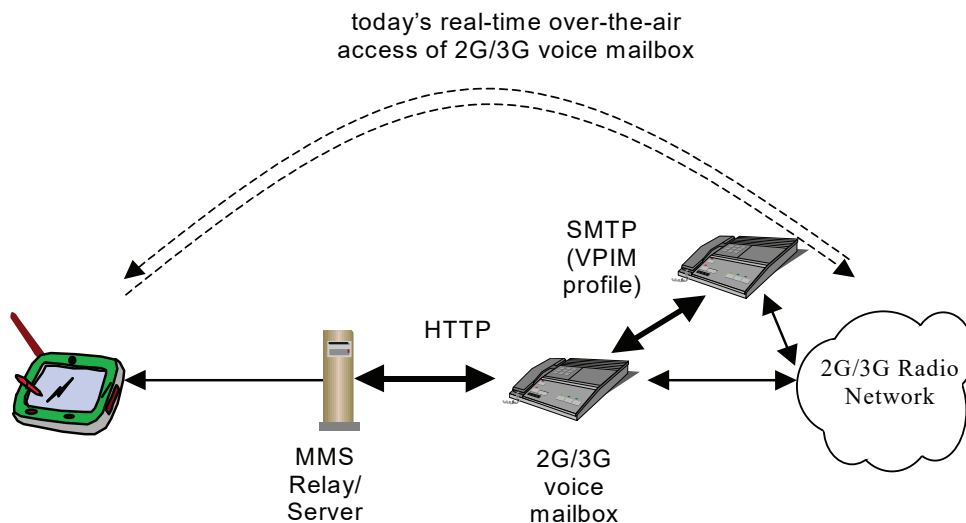 today’s real-time over-the-air
access of 2G/3G voice mailbox
SMTP
(VPIM
profile)
HTTP
2G/3G Radio
Network
MMS
Relay/
Server
2G/3G
voice
mailbox